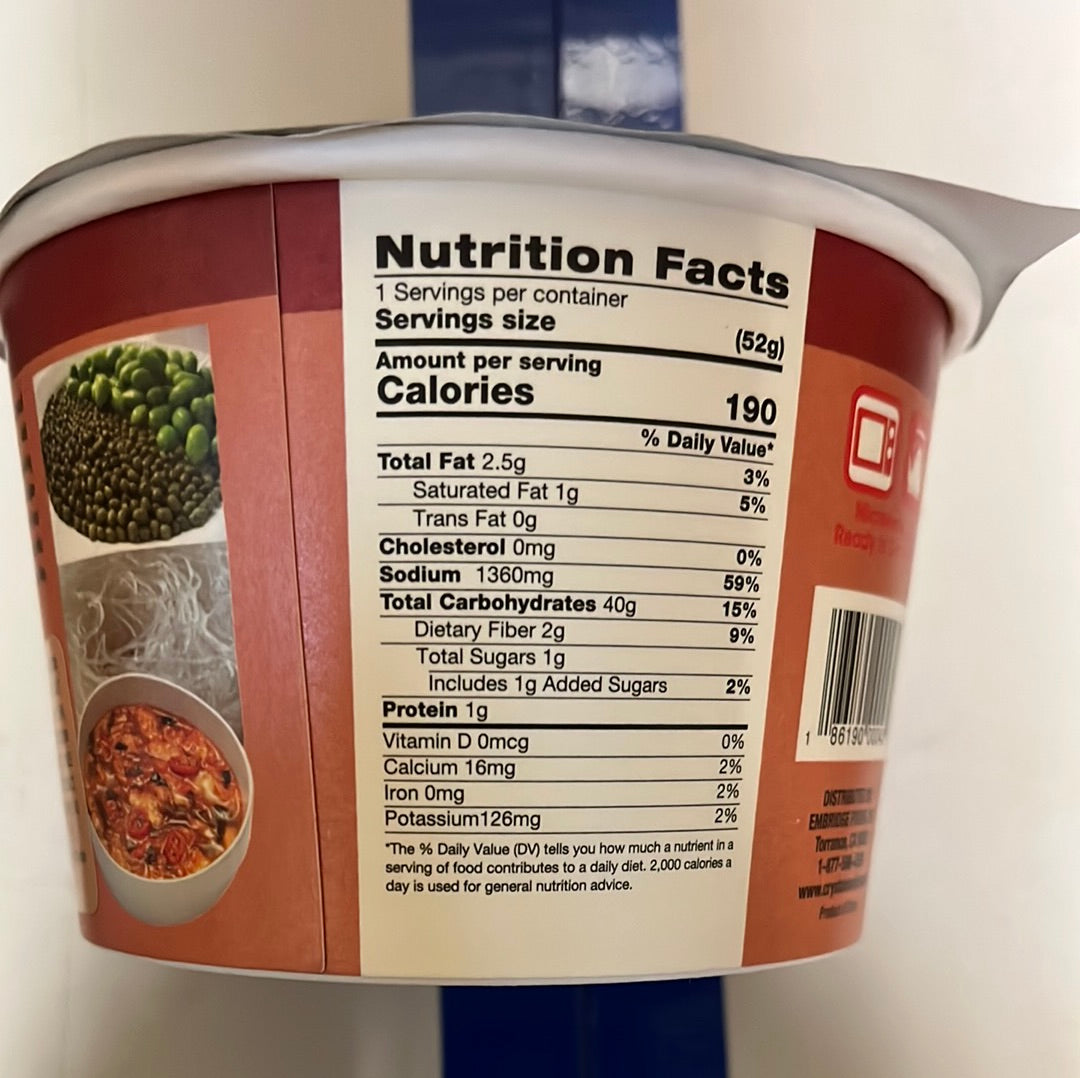 Nutrition Facts
1 Servings per container
Servings size (52g)
Amount per serving
Calories 190
% Daily Value*
Total Fat 2.5g 3%
Saturated Fat 1g 5%
Trans Fat 0g
Cholesterol 0mg 0%
Sodium 1360mg 59%
Total Carbohydrates 40g 15%
Dietary Fiber 2g 9%
Total Sugars 1g
Includes 1g Added Sugars 2%
Protein 1g
Vitamin D 0mcg 0%
Calcium 16mg 2%
Iron 0mg 2%
Potassium126mg 2%
*The % Daily Value (DV) tells you how much a nutrient in a
serving of food contributes to a daily diet. 2,000 calories a
day is used for general nutrition advice.
Ready
1 86190
Torrance,